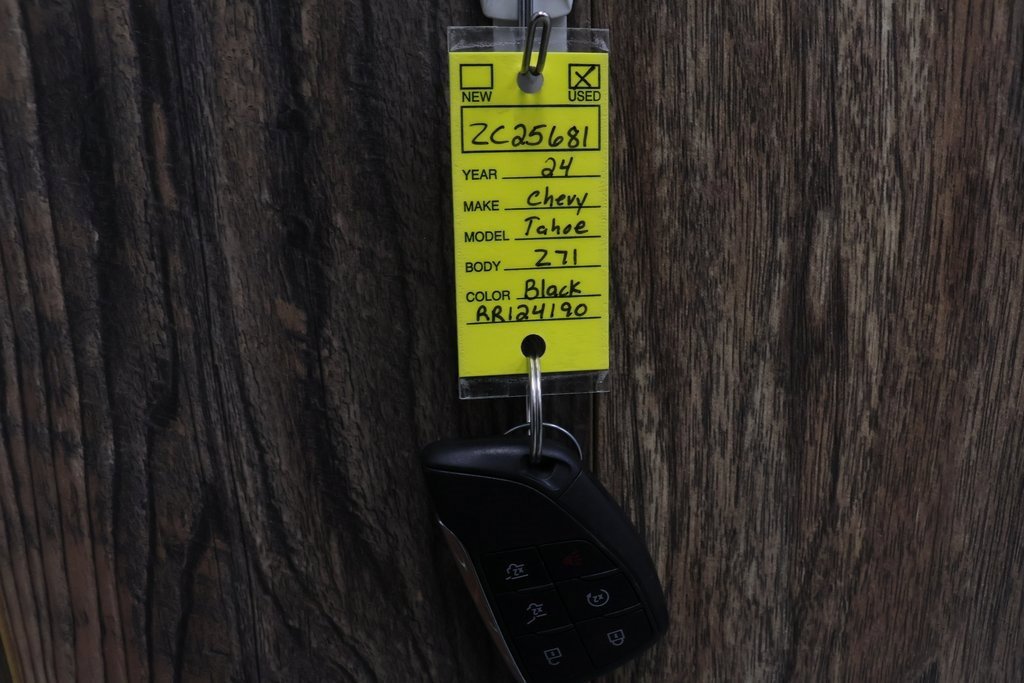 NEW USED
ZC25681
YEAR 24
MAKE Chevy
MODEL Tahoe
BODY Z71
COLOR Black
RR124190